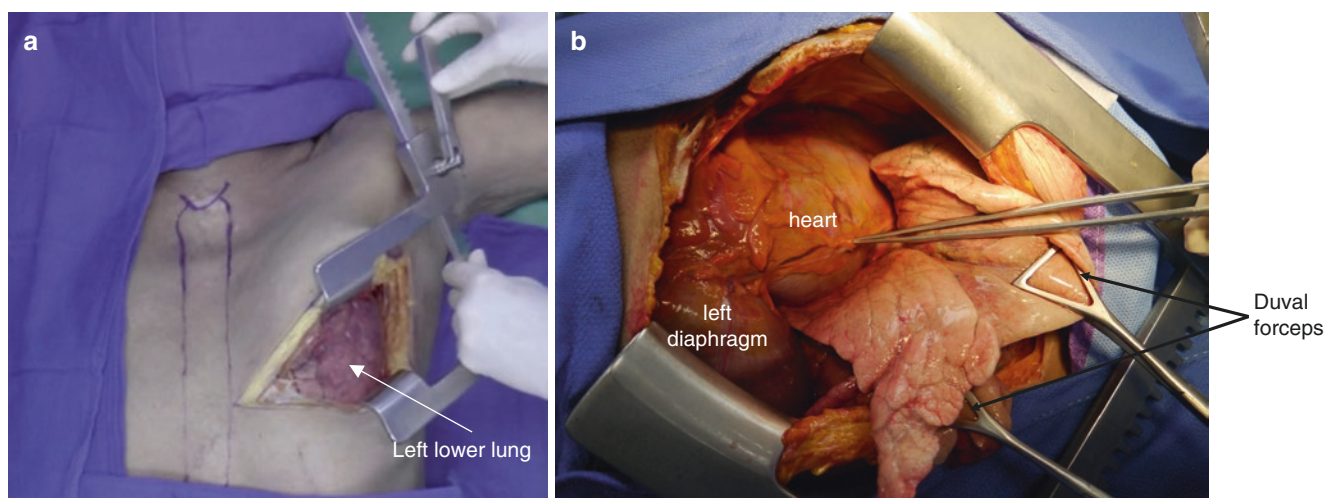 a
Left lower lung
b
heart
left
diaphragm
Duval
forceps